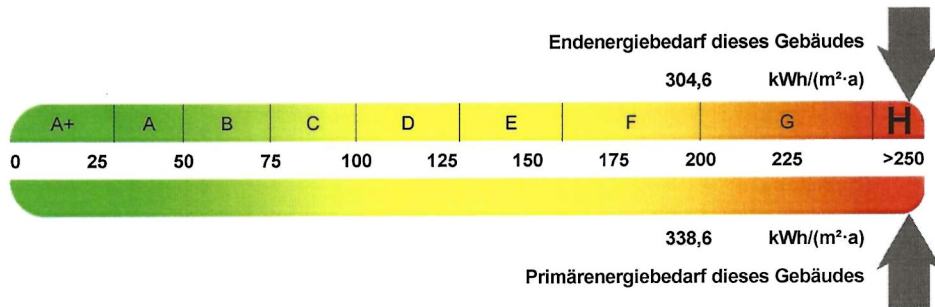 Endenergiebedarf dieses Gebäudes
304,6 kWh/(m²·a)
A+ A B C D E F G H
0 25 50 75 100 125 150 175 200 225 >250
338,6 kWh/(m²·a)
Primärenergiebedarf dieses Gebäudes